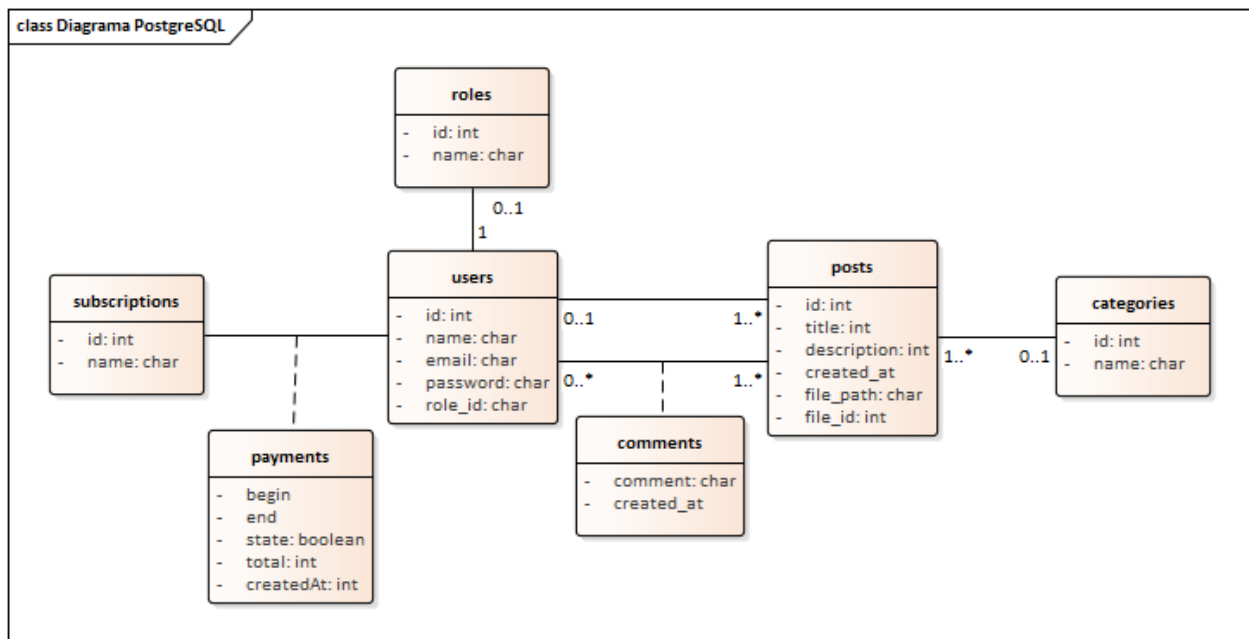 class Diagrama PostgreSQL
roles
- id: int
- name: char
0..1
1
subscriptions
- id: int
- name: char
users
- id: int
- name: char
- email: char
- password: char
- role_id: char
0..1
1..*
0..*
1..*
posts
- id: int
- title: int
- description: int
- created_at
- file_path: char
- file_id: int
1..*
0..1
categories
- id: int
- name: char
payments
- begin
- end
- state: boolean
- total: int
- createdAt: int
comments
- comment: char
- created_at